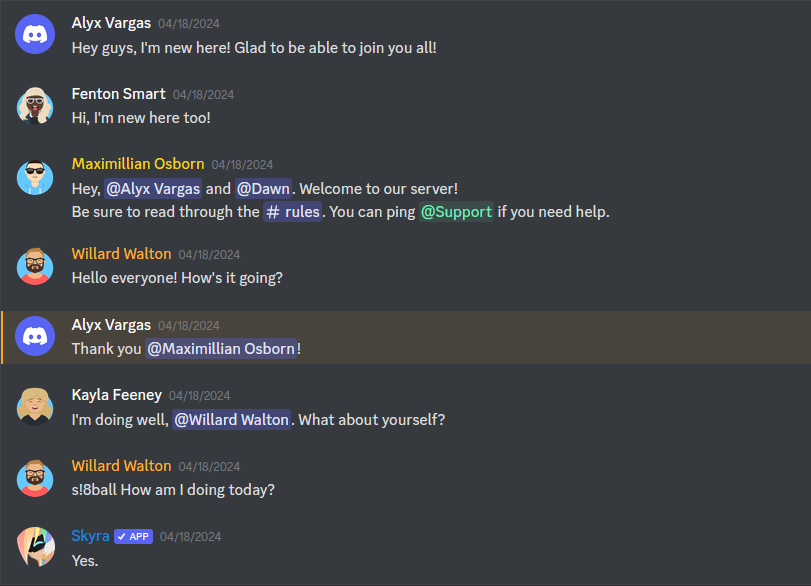 Alyx Vargas 04/18/2024
Hey guys, I'm new here! Glad to be able to join you all!
Fenton Smart 04/18/2024
Hi, I'm new here too!
Maximillian Osborn 04/18/2024
Hey, @Alyx Vargas and @Dawn. Welcome to our server!
Be sure to read through the # rules. You can ping @Support if you need help.
Willard Walton 04/18/2024
Hello everyone! How's it going?
Alyx Vargas 04/18/2024
Thank you @Maximillian Osborn!
Kayla Feeney 04/18/2024
I'm doing well, @Willard Walton. What about yourself?
Willard Walton 04/18/2024
s!8ball How am I doing today?
Skyra ✓ APP 04/18/2024
Yes.